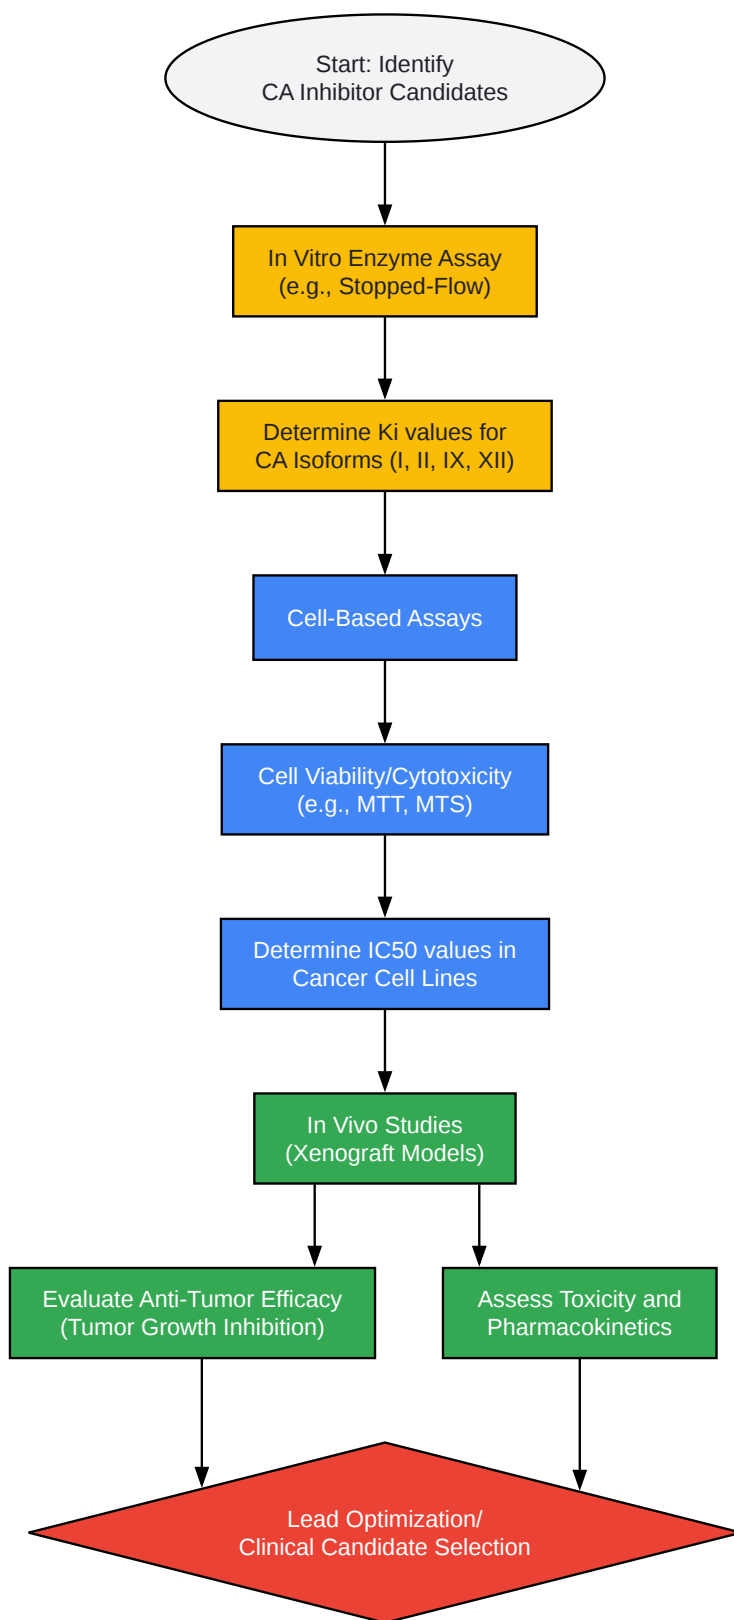 Start: Identify
CA Inhibitor Candidates
In Vitro Enzyme Assay
(e.g., Stopped-Flow)
Determine Ki values for
CA Isoforms (I, II, IX, XII)
Cell-Based Assays
Cell Viability/Cytotoxicity
(e.g., MTT, MTS)
Determine IC50 values in
Cancer Cell Lines
In Vivo Studies
(Xenograft Models)
Evaluate Anti-Tumor Efficacy
(Tumor Growth Inhibition)
Assess Toxicity and
Pharmacokinetics
Lead Optimization/
Clinical Candidate Selection